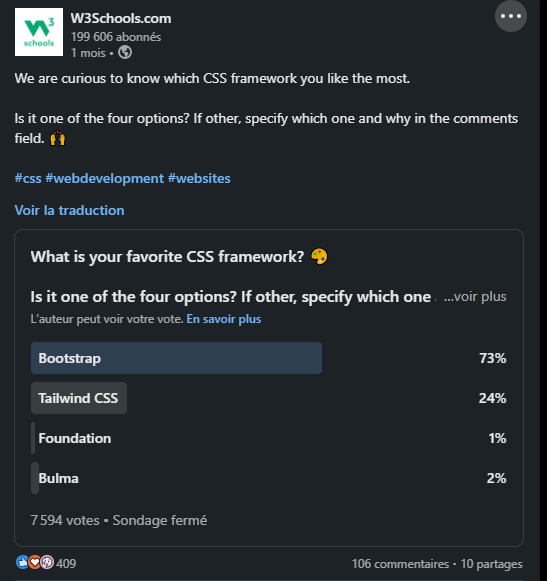 W3
schools
W3Schools.com
199 606 abonnés
1 mois •
We are curious to know which CSS framework you like the most.
Is it one of the four options? If other, specify which one and why in the comments
field. 🙌
#css #webdevelopment #websites
Voir la traduction
What is your favorite CSS framework? 🎨
Is it one of the four options? If other, specify which one ...voir plus
L'auteur peut voir votre vote. En savoir plus
Bootstrap 73%
Tailwind CSS 24%
Foundation 1%
Bulma 2%
7 594 votes • Sondage fermé
409 106 commentaires • 10 partages